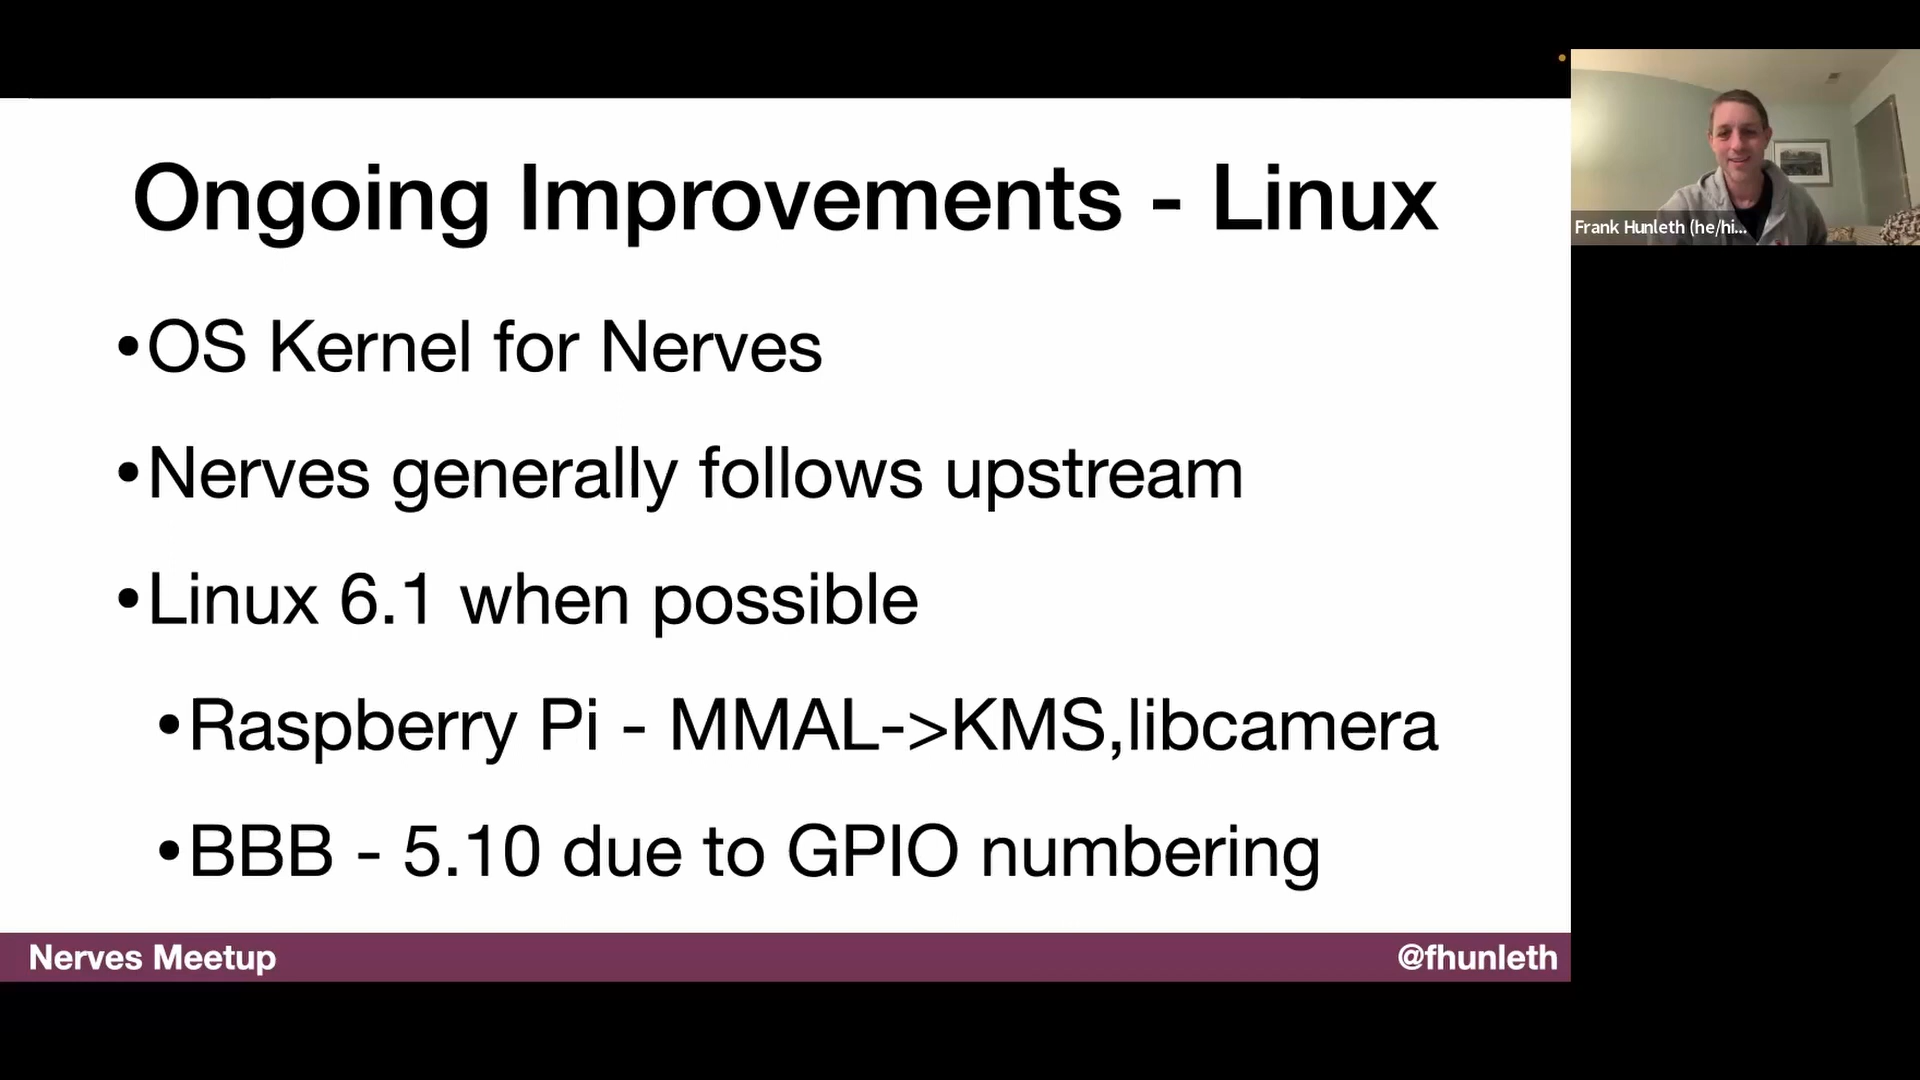 Ongoing Improvements - Linux
•OS Kernel for Nerves
•Nerves generally follows upstream
•Linux 6.1 when possible
•Raspberry Pi - MMAL->KMS,libcamera
•BBB - 5.10 due to GPIO numbering
Nerves Meetup
@fhunleth
Frank Hunleth (he/hi...